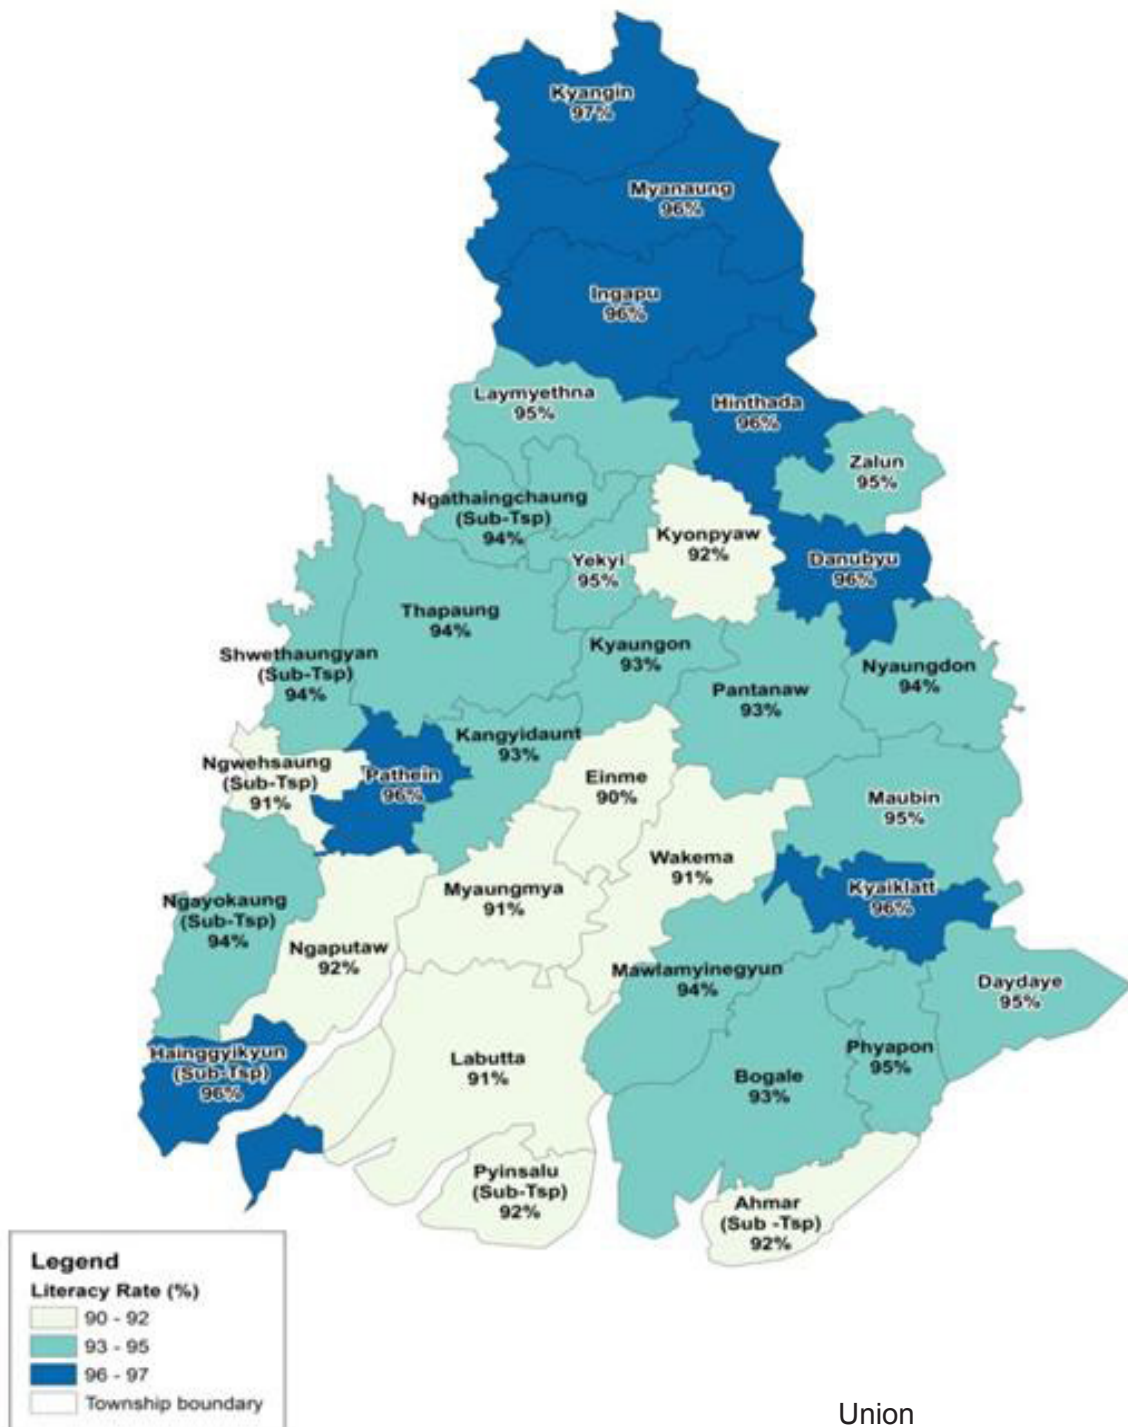 Kyangin
97%
Myanaung
96%
Ingapu
96%
Laymyethna
95%
Hinthada
96%
Zalun
95%
Ngathaingchaung
(Sub-Tsp)
94%
Kyonpyaw
92%
Yekyi
95%
Danubyu
96%
Thapaung
94%
Shwethaungyan
(Sub-Tsp)
94%
Kyaungon
93%
Pantanaw
93%
Nyaungdon
94%
Ngwehsaung
(Sub-Tsp)
91%
Pathein
96%
Kangyidaunt
93%
Einme
90%
Maubin
95%
Wakema
91%
Myaungmya
91%
Kyaiklatt
96%
Ngayokaung
(Sub-Tsp)
94%
Ngaputaw
92%
Mawlamyinegyun
94%
Daydaye
95%
Hainggyikyun
(Sub-Tsp)
96%
Labutta
91%
Bogale
93%
Phyapon
95%
Pyinsalu
(Sub-Tsp)
92%
Ahmar
(Sub -Tsp)
92%
Legend
Literacy Rate (%)
90 - 92
93 - 95
96 - 97
Township boundary
Union